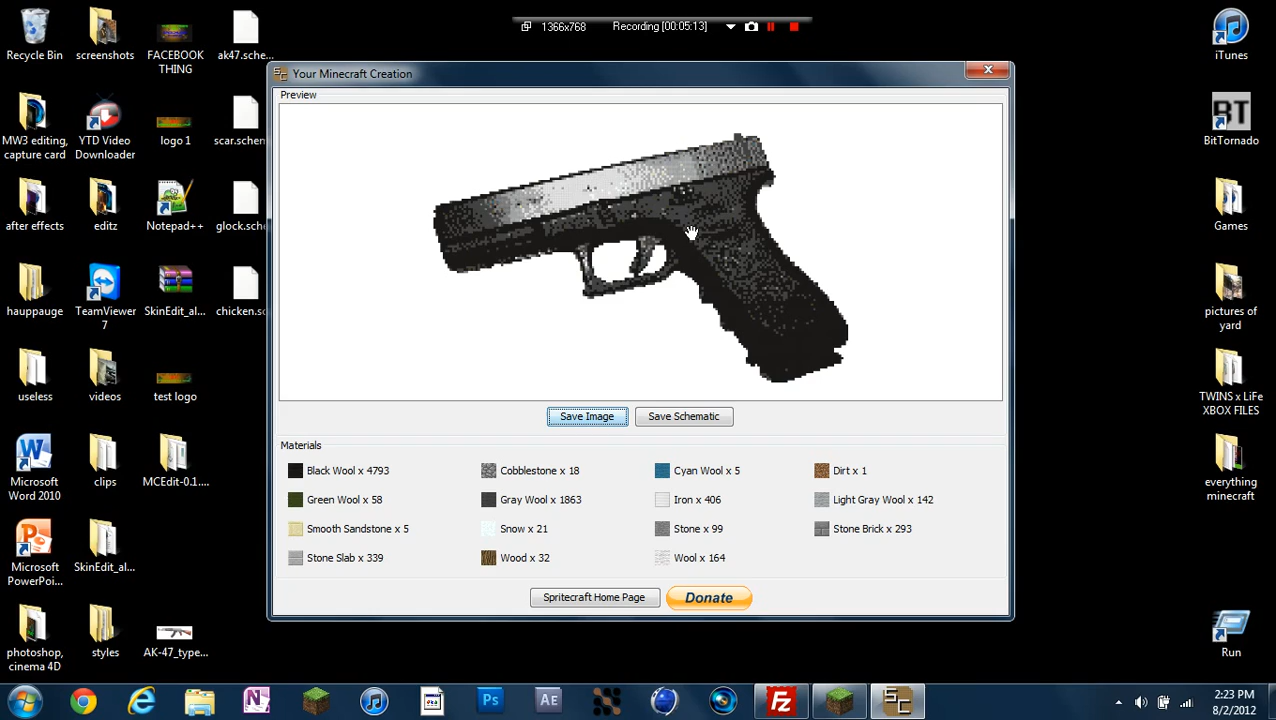 1366x768 Recording [00:05:13]
Recycle Bin
screenshots
FACEBOOK THING
ak47.sche...
iTunes
MW3 editing, capture card
YTD Video Downloader
logo 1
scar.schem
BT
BitTornado
after effects
editz
Notepad++
glock.sche
Games
hauppauge
TeamViewer 7
SkinEdit_al...
chicken.sc
pictures of yard
useless
videos
test logo
TWINS x LiFe XBOX FILES
Microsoft Word 2010
clips
MCEdit-0.1....
everything minecraft
Microsoft PowerPoi...
SkinEdit_al...
photoshop, cinema 4D
styles
AK-47_type...
Run
Your Minecraft Creation
Preview
Save Image Save Schematic
Materials
Black Wool x 4793 Cobblestone x 18 Cyan Wool x 5 Dirt x 1
Green Wool x 58 Gray Wool x 1863 Iron x 406 Light Gray Wool x 142
Smooth Sandstone x 5 Snow x 21 Stone x 99 Stone Brick x 293
Stone Slab x 339 Wood x 32 Wool x 164
Spritecraft Home Page Donate
Ps AE Fz SC
2:23 PM
8/2/2012